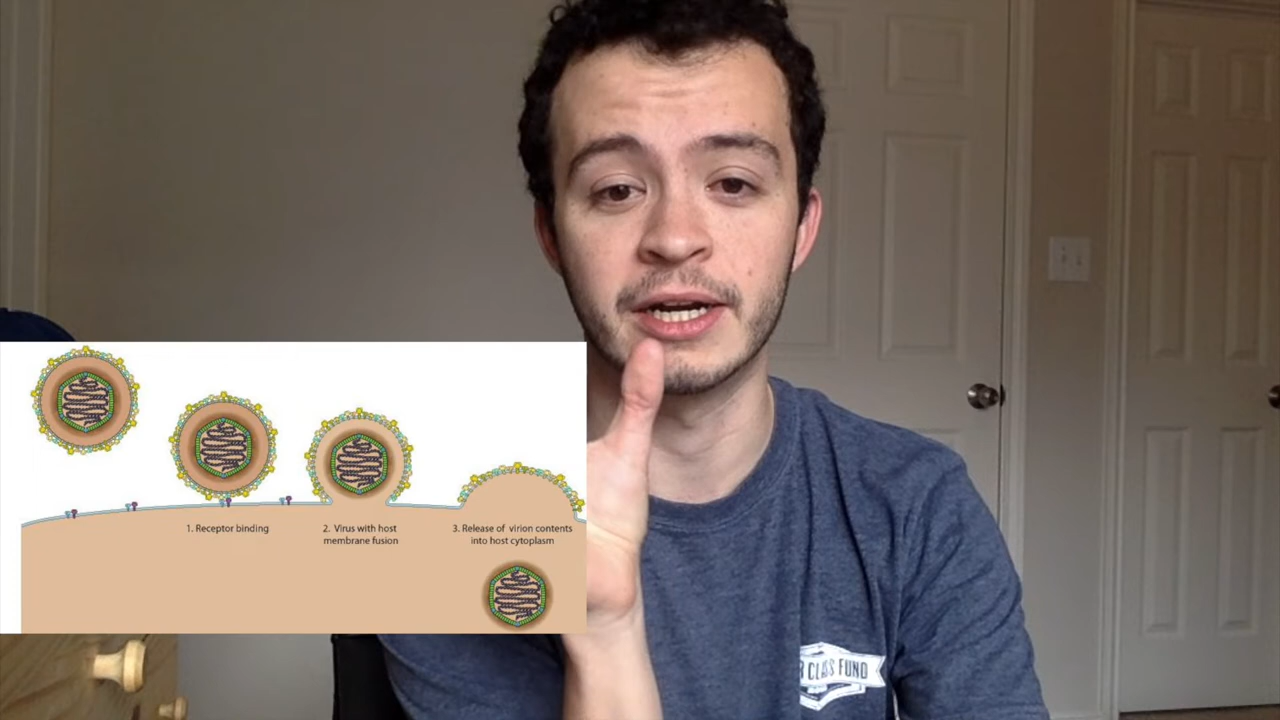 1. Receptor binding
2. Virus with host
membrane fusion
3. Release of virion contents
into host cytoplasm
CLASS FUND